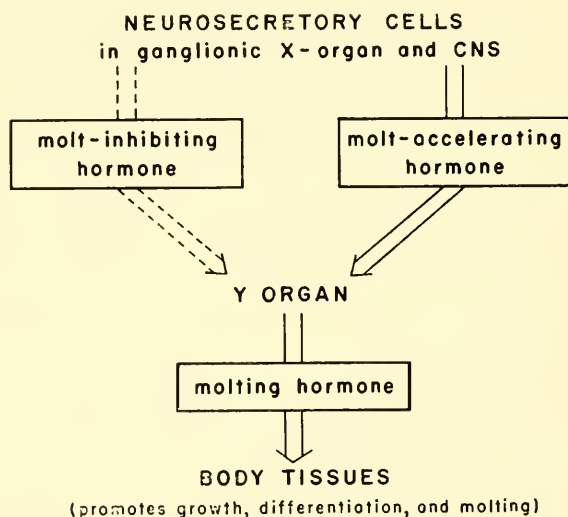 NEUROSECRETORY CELLS
in ganglionic X-organ and CNS
molt-inhibiting
hormone
molt-accelerating
hormone
Y ORGAN
molting hormone
BODY TISSUES
(promotes growth, differentiation, and molting)